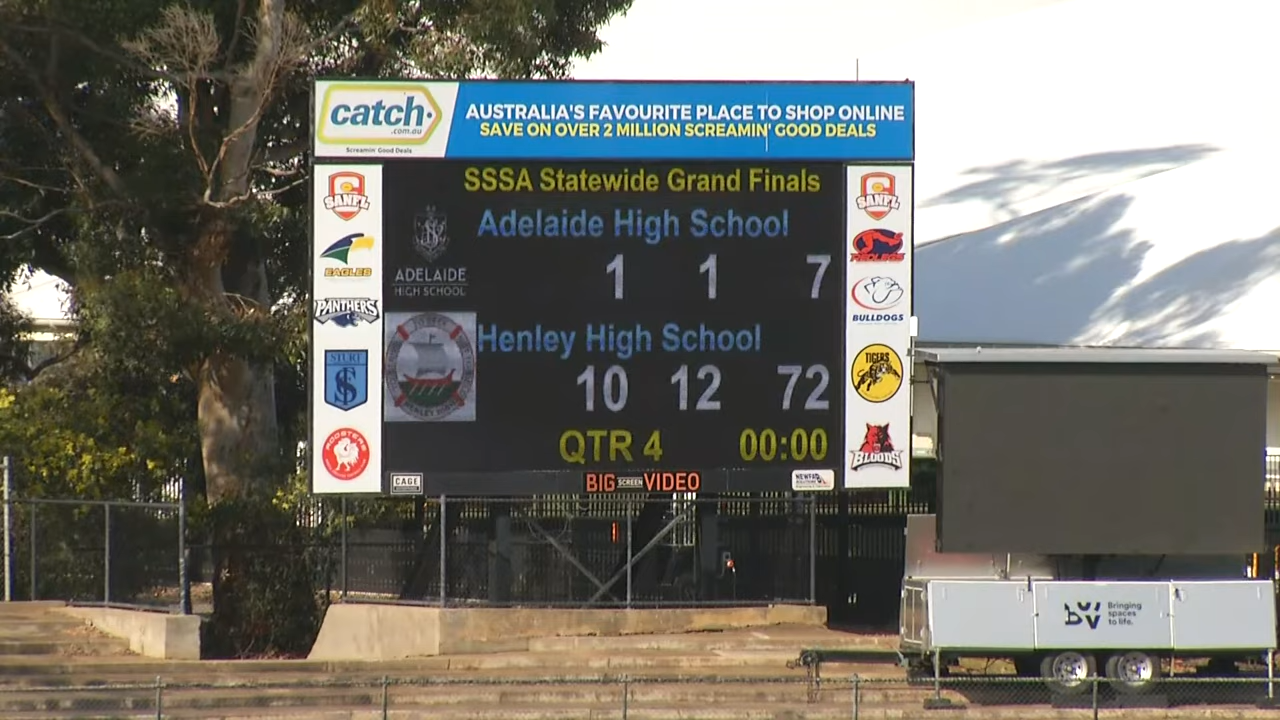 catch.com.au
Screamin' Good Deals
AUSTRALIA'S FAVOURITE PLACE TO SHOP ONLINE
SAVE ON OVER 2 MILLION SCREAMIN' GOOD DEALS
SANFL
EAGLES
PANTHERS
STURT
ROOSTERS
SSSA Statewide Grand Finals
Adelaide High School
1 1 7
ADELAIDE
HIGH SCHOOL
Henley High School
10 12 72
QTR 4 00:00
CAGE
BIG SCREEN VIDEO
SANFL
REDLEGS
BULLDOGS
TIGERS
BLOODS
Bringing
spaces
to life.